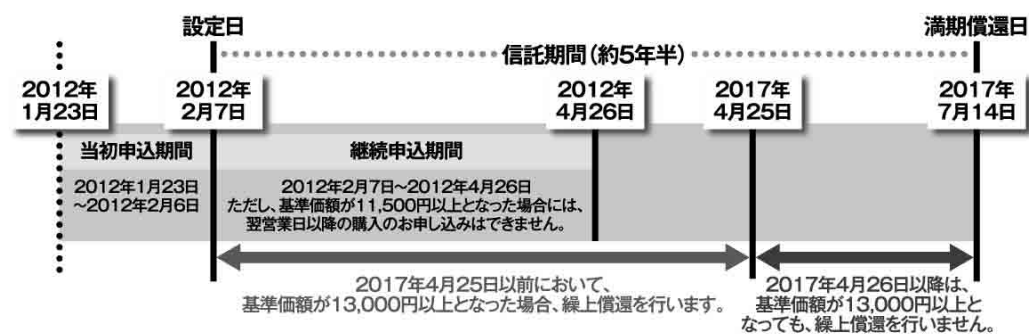 設定日
満期償還日
信託期間（約5年半）
2012年
1月23日
2012年
2月7日
2012年
4月26日
2017年
4月25日
2017年
7月14日
当初申込期間
継続申込期間
2012年1月23日
～2012年2月6日
2012年2月7日～2012年4月26日
ただし、基準価額が11,500円以上となった場合には、
翌営業日以降の購入のお申し込みはできません。
2017年4月25日以前において、
基準価額が13,000円以上となった場合、繰上償還を行います。
2017年4月26日以降は、
基準価額が13,000円以上と
なっても、繰上償還を行いません。